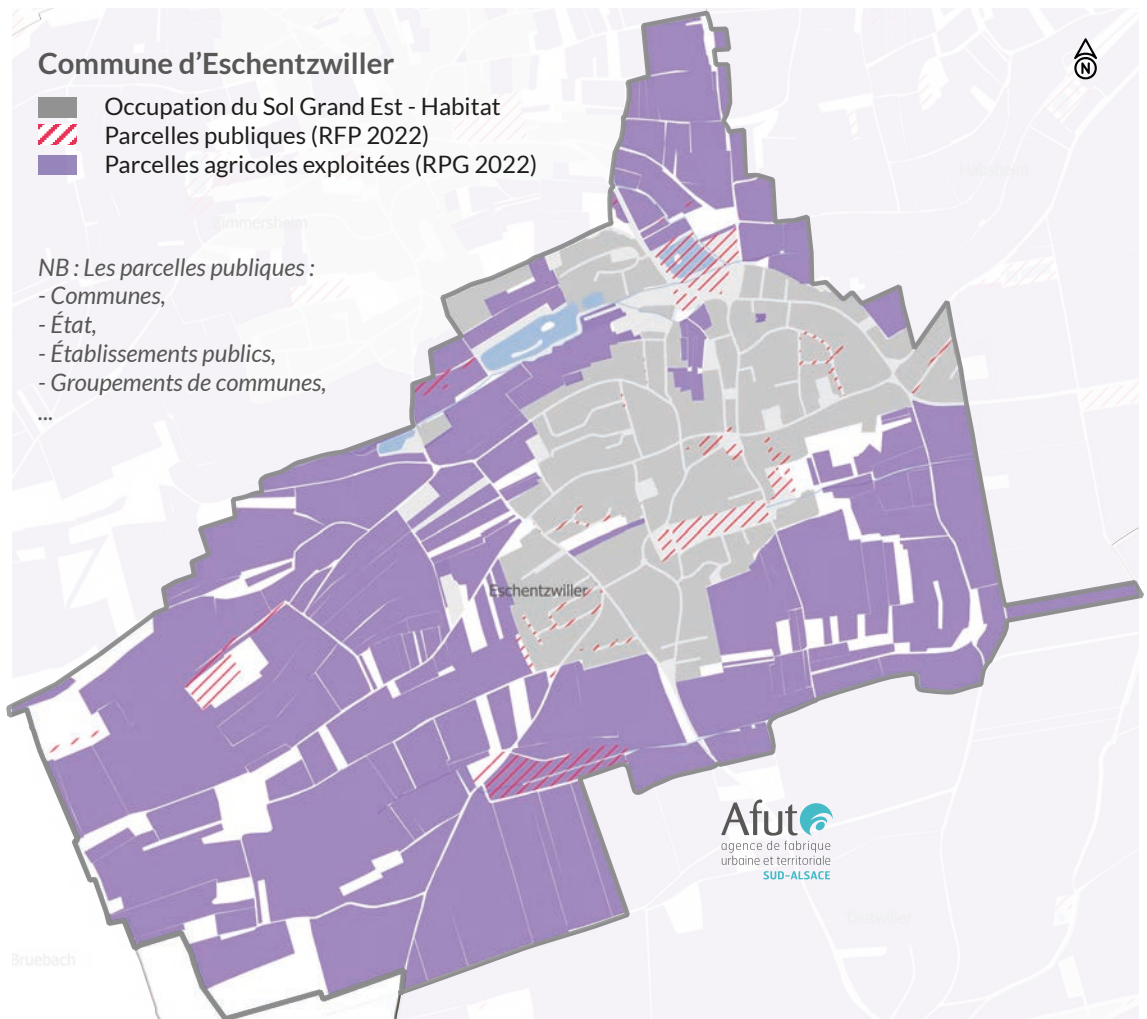 Commune d'Eschentzwiller
Occupation du Sol Grand Est - Habitat
Parcelles publiques (RFP 2022)
Parcelles agricoles exploitées (RPG 2022)
N
Habsheim
Zimmersheim
NB : Les parcelles publiques :
- Communes,
- État,
- Établissements publics,
- Groupements de communes,
...
Eschentzwiller
Afut
agence de fabrique
urbaine et territoriale
SUD-ALSACE
Dietwiller
Bruebach